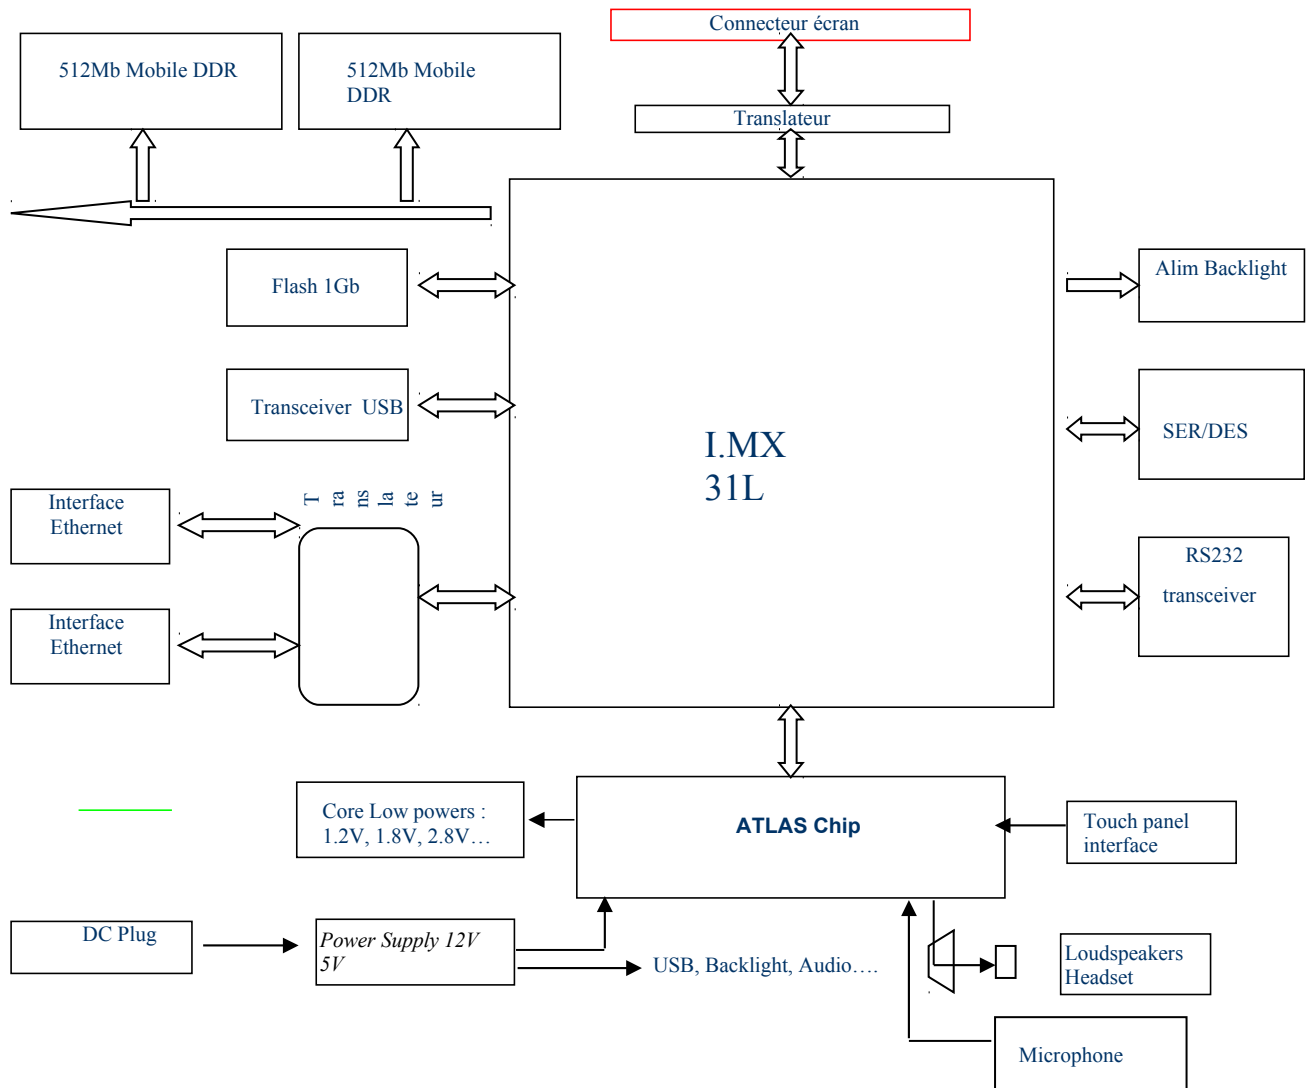 Connecteur écran
512Mb Mobile DDR
512Mb Mobile
DDR
Translateur
Flash 1Gb
Alim Backlight
Transceiver USB
I.MX
31L
SER/DES
Interface
Ethernet
T
ra
ns
la
te
ur
RS232
transceiver
Interface
Ethernet
Core Low powers :
1.2V, 1.8V, 2.8V…
ATLAS Chip
Touch panel
interface
DC Plug
Power Supply 12V
5V
USB, Backlight, Audio….
Loudspeakers
Headset
Microphone